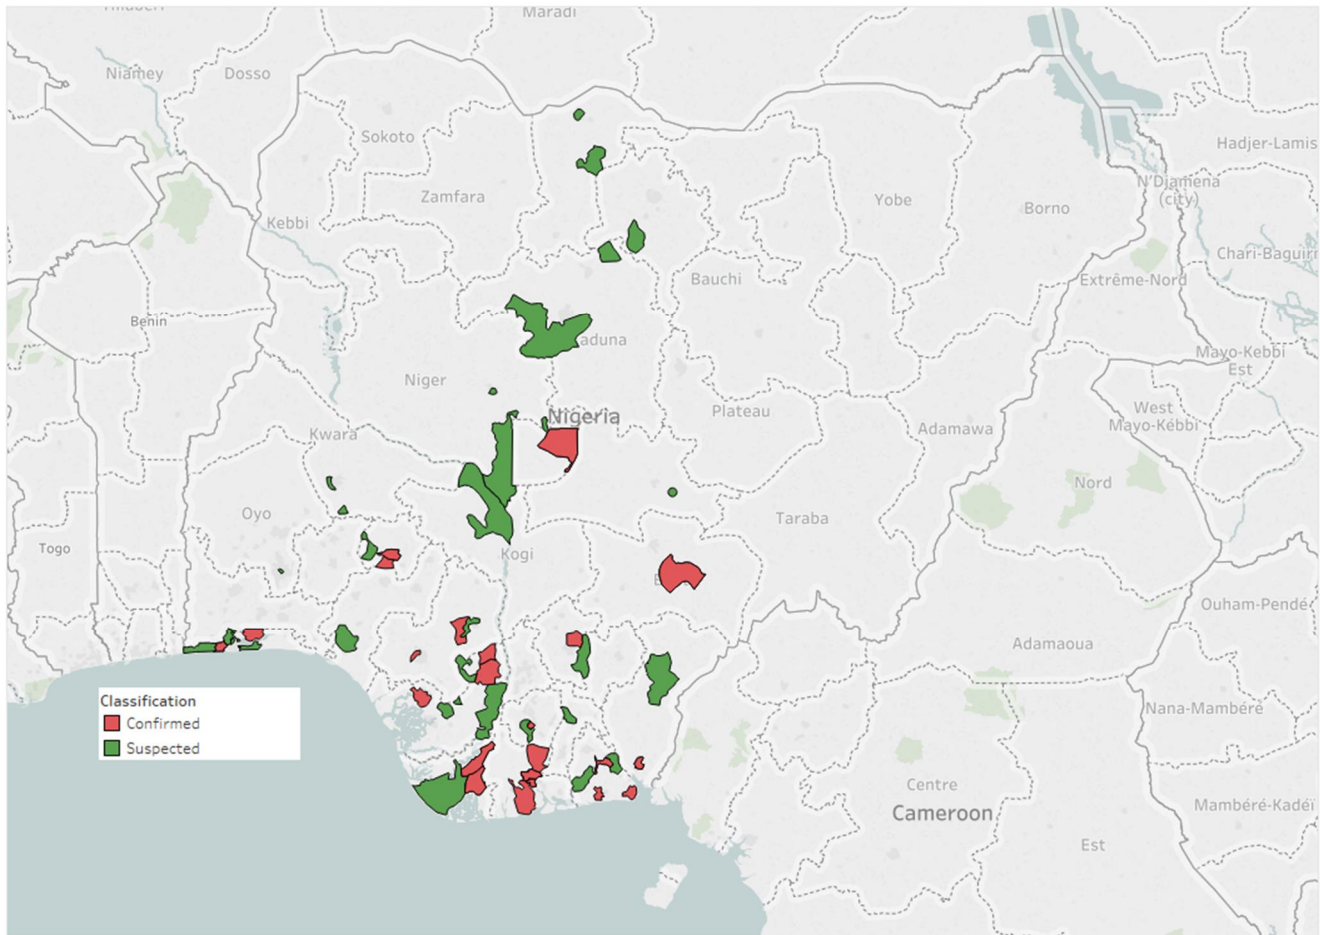 Maradi
Niamey
Dosso
Sokoto
Hadjer-Lamis
Zamfara
N'Djamena
(city)
Yobe
Borno
Kebbi
Chari-Baguirmi
Bauchi
Extrême-Nord
Benin
aduna
Mayo-Kebbi
Est
Niger
Nigeria
Plateau
West
Mayo-Kébbi
Kwara
Adamawa
Nord
Oyo
Taraba
Togo
Kogi
Ouham-Pendé
Adamaoua
Classification
Confirmed
Suspected
Nana-Mambéré
Centre
Cameroon
Mambéré-Kadéï
Est